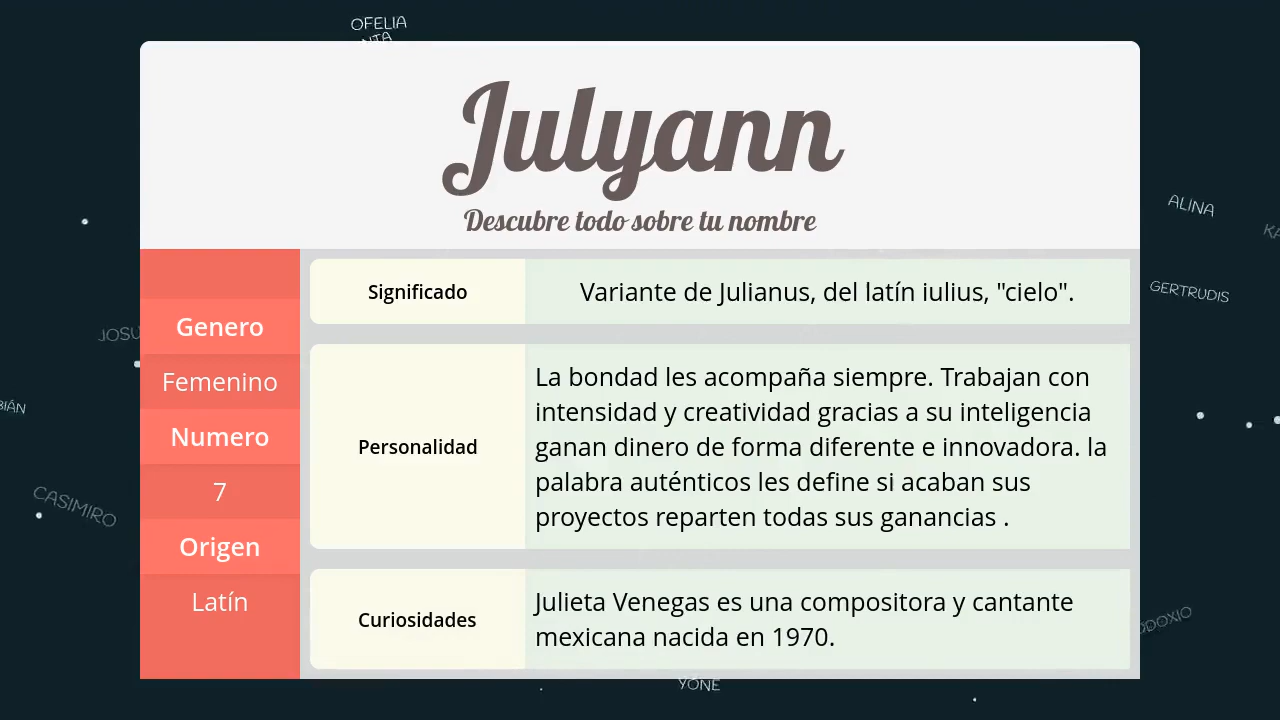 OFELIA
Julyann
Descubre todo sobre tu nombre
ALINA
GERTRUDIS
Significado
Variante de Julianus, del latín iulius, "cielo".
Genero
Femenino
Numero
7
Origen
Latín
Personalidad
La bondad les acompaña siempre. Trabajan con
intensidad y creatividad gracias a su inteligencia
ganan dinero de forma diferente e innovadora. la
palabra auténticos les define si acaban sus
proyectos reparten todas sus ganancias .
CASIMIRO
Curiosidades
Julieta Venegas es una compositora y cantante
mexicana nacida en 1970.
YONE